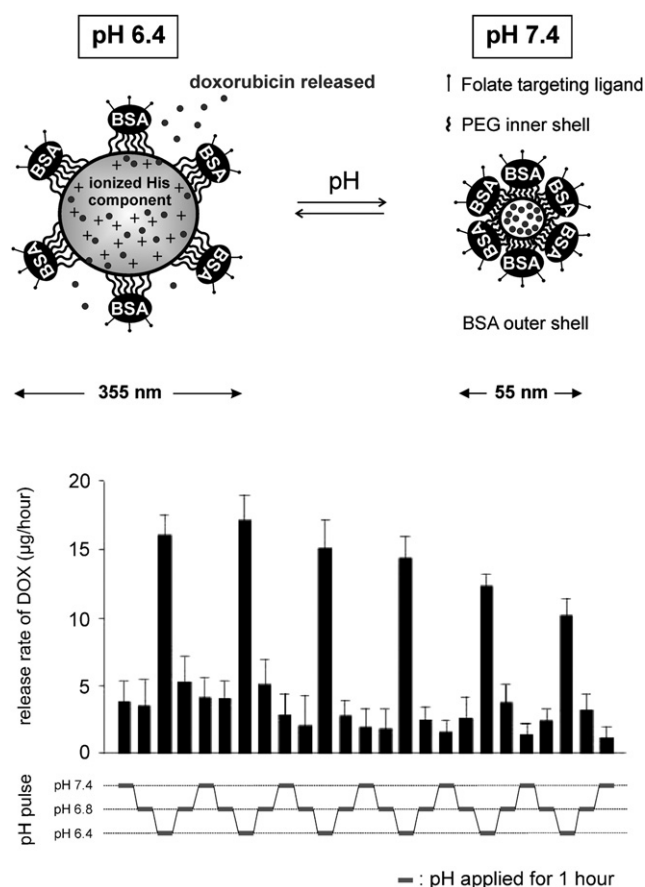 pH 6.4
pH 7.4
doxorubicin released
Folate targeting ligand
PEG inner shell
BSA
BSA
BSA
BSA
BSA
BSA
ionized His
component
pH
BSA
BSA
BSA
BSA
BSA
BSA
BSA outer shell
355 nm
55 nm
release rate of DOX (µg/hour)
20
15
10
5
0
pH pulse
pH 7.4
pH 6.8
pH 6.4
: pH applied for 1 hour